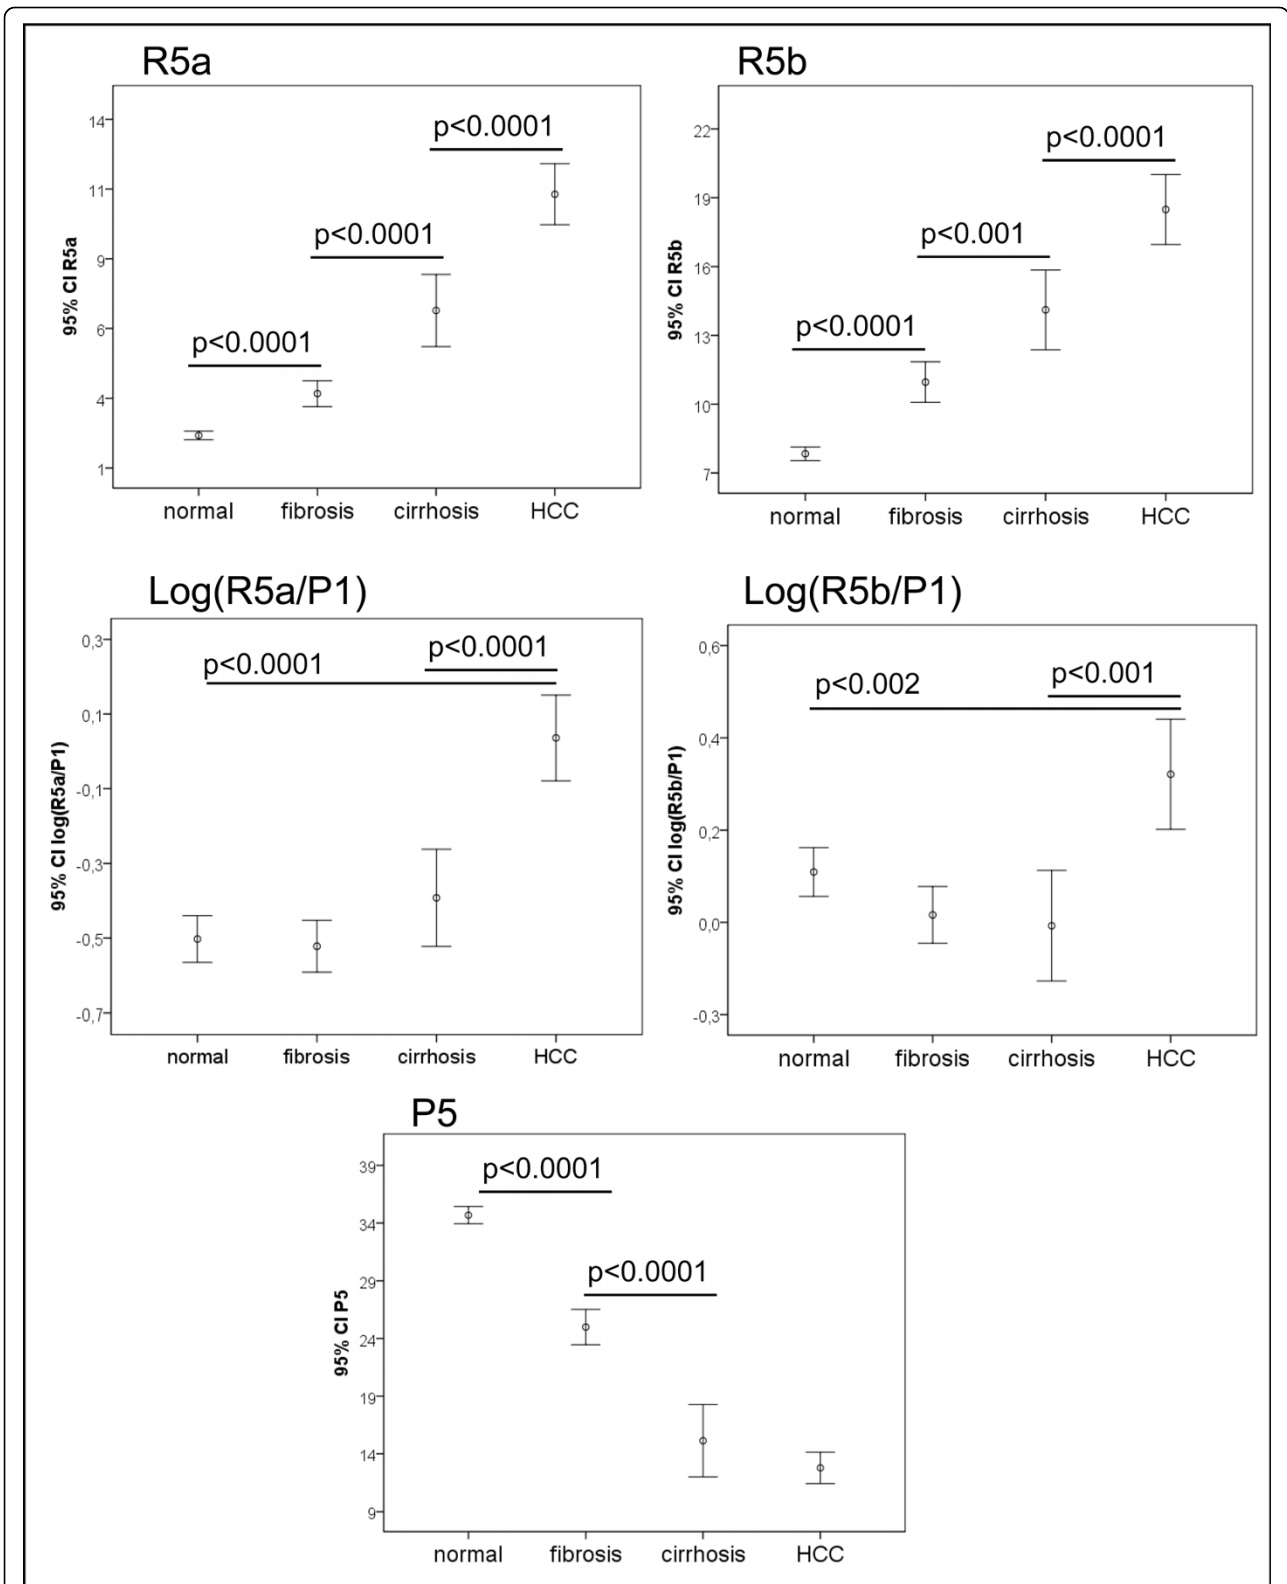 R5a
14
11
9
6
4
1
95% CI R5a
p<0.0001
p<0.0001
p<0.0001
normal fibrosis cirrhosis HCC
R5b
22
19
16
13
10
7
95% CI R5b
p<0.0001
p<0.001
p<0.0001
normal fibrosis cirrhosis HCC
Log(R5a/P1)
0,3
0,1
-0,1
-0,3
-0,5
-0,7
95% CI log(R5a/P1)
p<0.0001
p<0.0001
normal fibrosis cirrhosis HCC
Log(R5b/P1)
0,6
0,4
0,2
0,0
-0,3
95% CI log(R5b/P1)
p<0.001
p<0.002
normal fibrosis cirrhosis HCC
P5
39
34
29
24
19
14
9
95% CI P5
p<0.0001
p<0.0001
normal fibrosis cirrhosis HCC